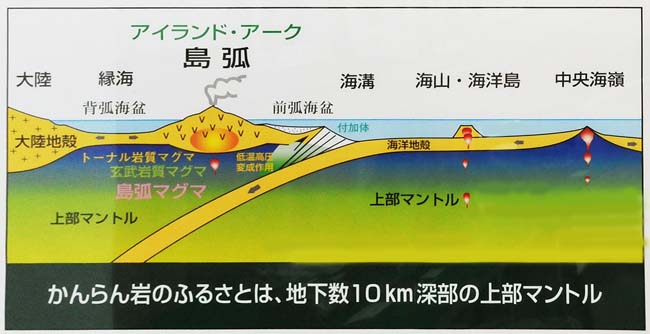 アイランド・アーク
島弧
大陸
縁海
海溝
海山・海洋島
中央海嶺
背弧海盆
前弧海盆
付加体
大陸地殻
海洋地殻
トーナル岩質マグマ
玄武岩質マグマ
島弧マグマ
低温高圧
変成作用
上部マントル
上部マントル
かんらん岩のふるさとは、地下数10km深部の上部マントル